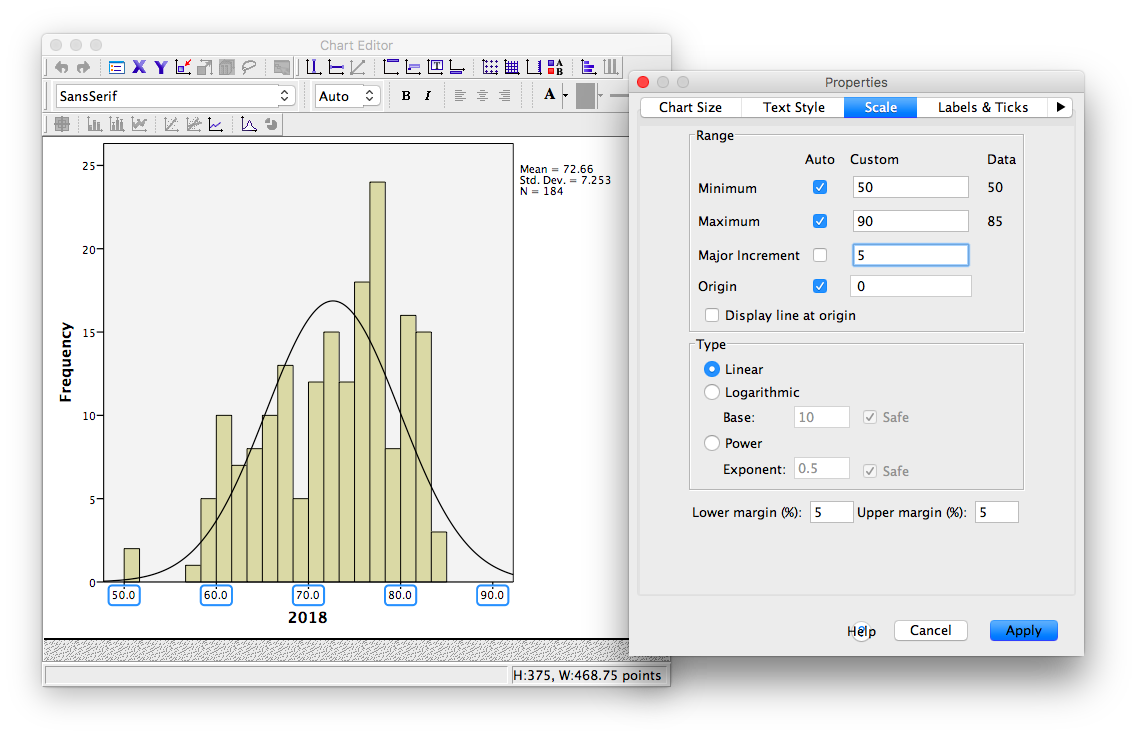 Chart Editor
X Y
T
A
B
SansSerif Auto B I A
25
20
15
10
5
0
Frequency
Mean = 72.66
Std. Dev. = 7.253
N = 184
50.0 60.0 70.0 80.0 90.0
2018
H:375, W:468.75 points
Properties
Chart Size Text Style Scale Labels & Ticks
Range
Auto Custom Data
Minimum 50 50
Maximum 90 85
Major Increment 5
Origin 0
Display line at origin
Type
Linear
Logarithmic
Base: 10 Safe
Power
Exponent: 0.5 Safe
Lower margin (%): 5 Upper margin (%): 5
Help Cancel Apply